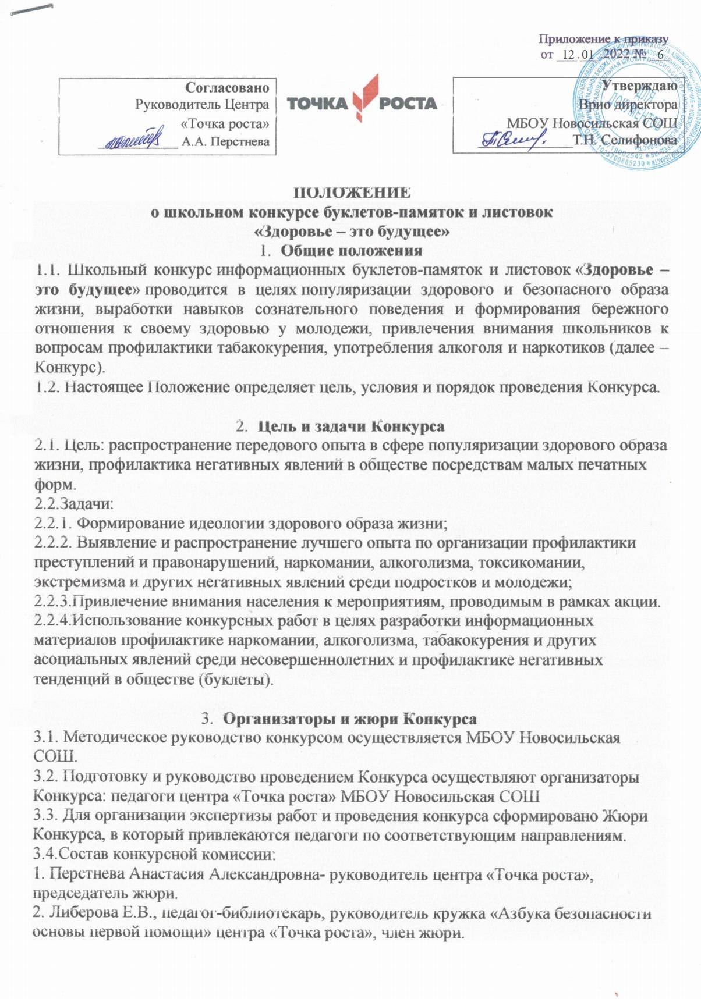 Приложение к приказу
от 12.01 2022 № 6
Согласовано
Руководитель Центра
«Точка роста»
А.А. Перстнева
ТОЧКА РОСТА
Утверждаю
Врио директора
МБОУ Новосильская СОШ
Т.Н. Селифонова
ДЛЯ
ДОКУМЕНТОВ
ПОЛОЖЕНИЕ
о школьном конкурсе буклетов-памяток и листовок
«Здоровье – это будущее»
1. Общие положения
1.1. Школьный конкурс информационных буклетов-памяток и листовок «Здоровье –
это будущее» проводится в целях популяризации здорового и безопасного образа
жизни, выработки навыков сознательного поведения и формирования бережного
отношения к своему здоровью у молодежи, привлечения внимания школьников к
вопросам профилактики табакокурения, употребления алкоголя и наркотиков (далее –
Конкурс).
1.2. Настоящее Положение определяет цель, условия и порядок проведения Конкурса.
2. Цель и задачи Конкурса
2.1. Цель: распространение передового опыта в сфере популяризации здорового образа
жизни, профилактика негативных явлений в обществе посредствам малых печатных
форм.
2.2.Задачи:
2.2.1. Формирование идеологии здорового образа жизни;
2.2.2. Выявление и распространение лучшего опыта по организации профилактики
преступлений и правонарушений, наркомании, алкоголизма, токсикомании,
экстремизма и других негативных явлений среди подростков и молодежи;
2.2.3.Привлечение внимания населения к мероприятиям, проводимым в рамках акции.
2.2.4.Использование конкурсных работ в целях разработки информационных
материалов профилактике наркомании, алкоголизма, табакокурения и других
асоциальных явлений среди несовершеннолетних и профилактике негативных
тенденций в обществе (буклеты).
3. Организаторы и жюри Конкурса
3.1. Методическое руководство конкурсом осуществляется МБОУ Новосильская
СОШ.
3.2. Подготовку и руководство проведением Конкурса осуществляют организаторы
Конкурса: педагоги центра «Точка роста» МБОУ Новосильская СОШ
3.3. Для организации экспертизы работ и проведения конкурса сформировано Жюри
Конкурса, в который привлекаются педагоги по соответствующим направлениям.
3.4.Состав конкурсной комиссии:
1. Перстнева Анастасия Александровна- руководитель центра «Точка роста»,
председатель жюри.
2. Либерова Е.В., педагог-библиотекарь, руководитель кружка «Азбука безопасности
основы первой помощи» центра «Точка роста», член жюри.